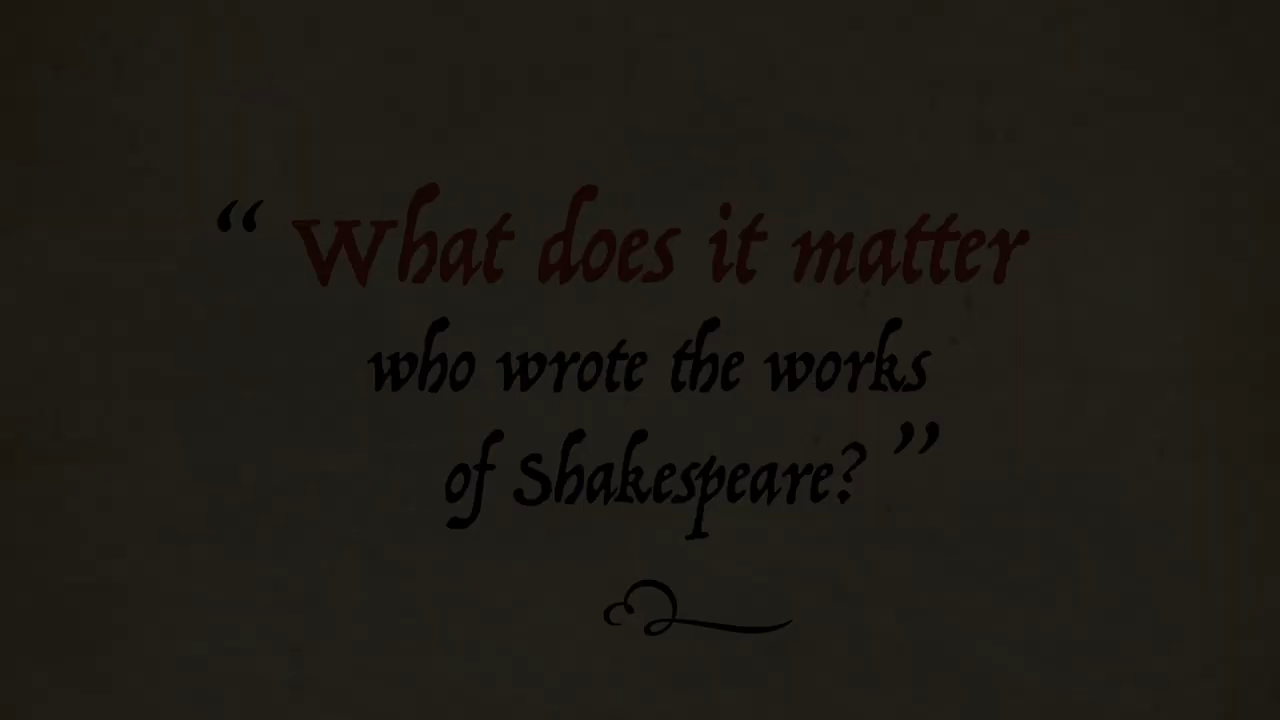 “ What does it matter
who wrote the works
of Shakespeare? ”